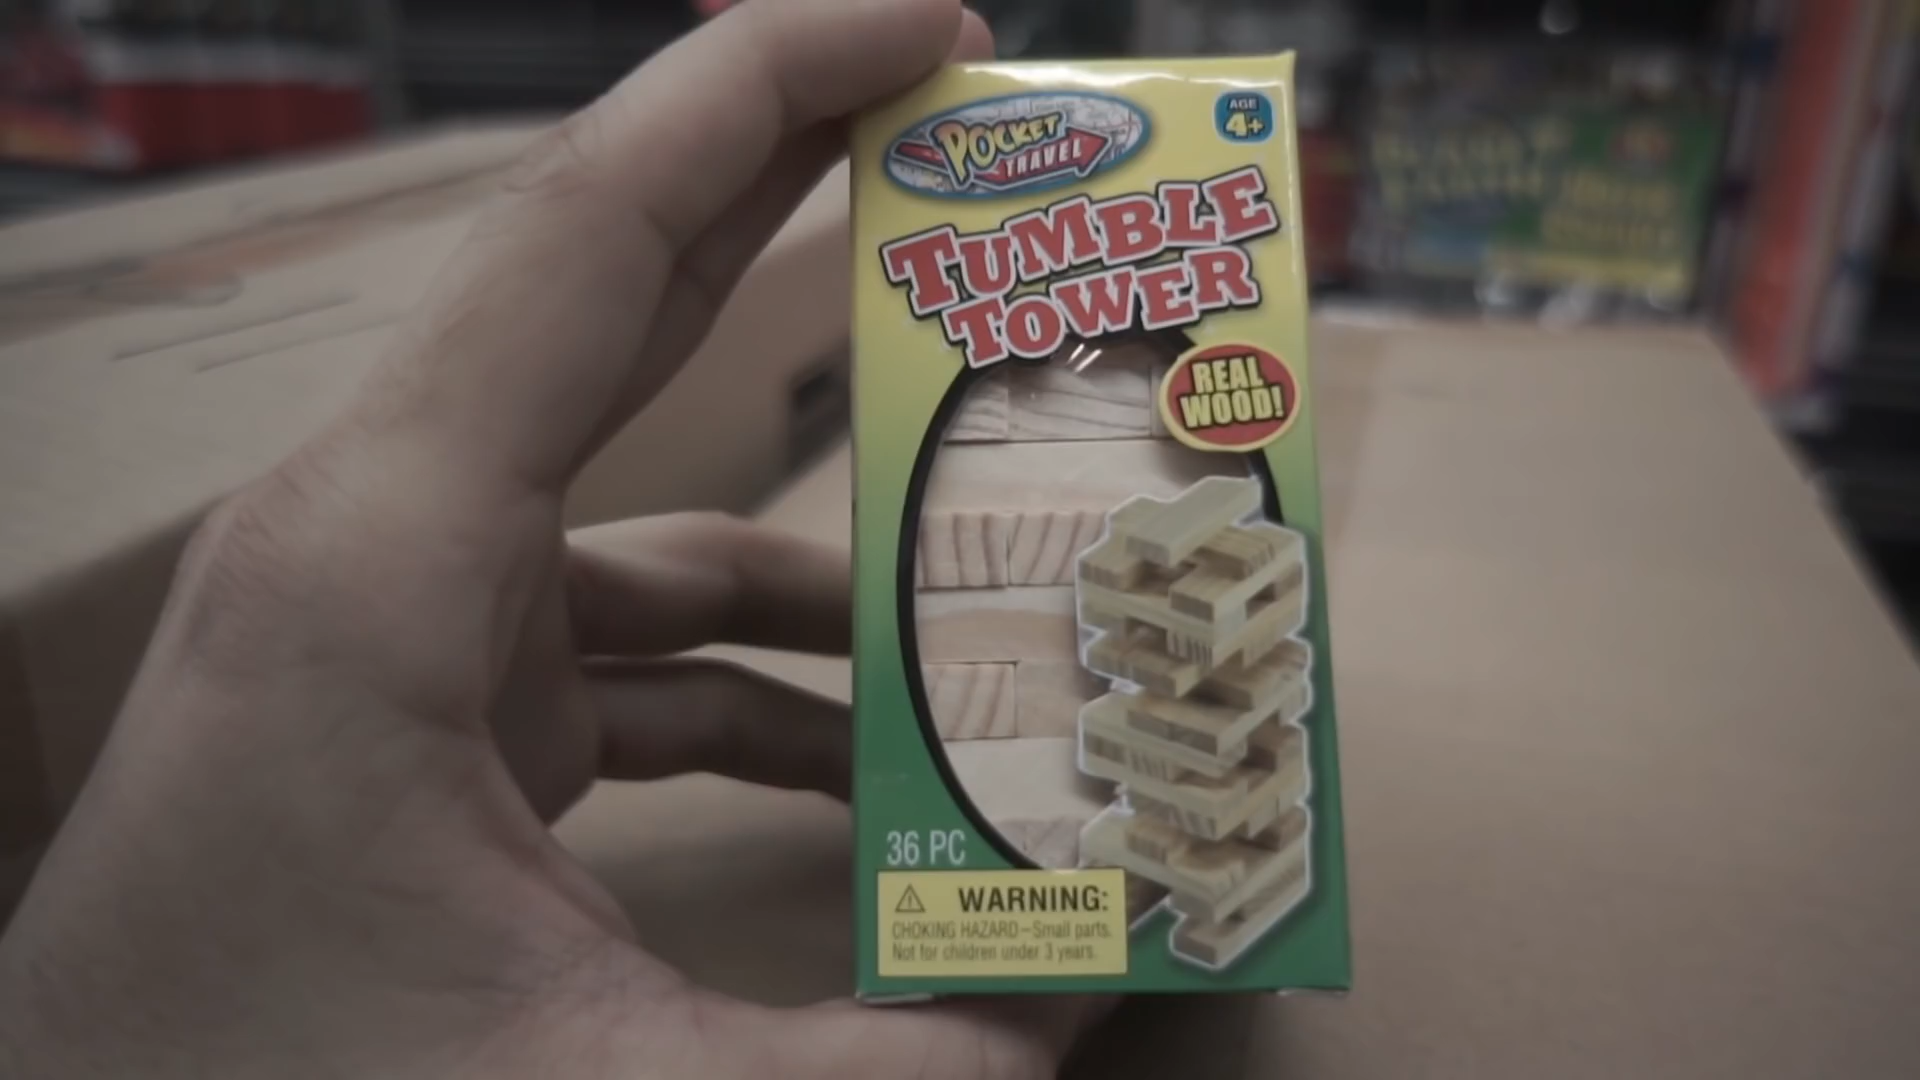 POCKET
TRAVEL
AGE
4+
TUMBLE
TOWER
REAL
WOOD!
36 PC
WARNING:
CHOKING HAZARD–Small parts.
Not for children under 3 years.